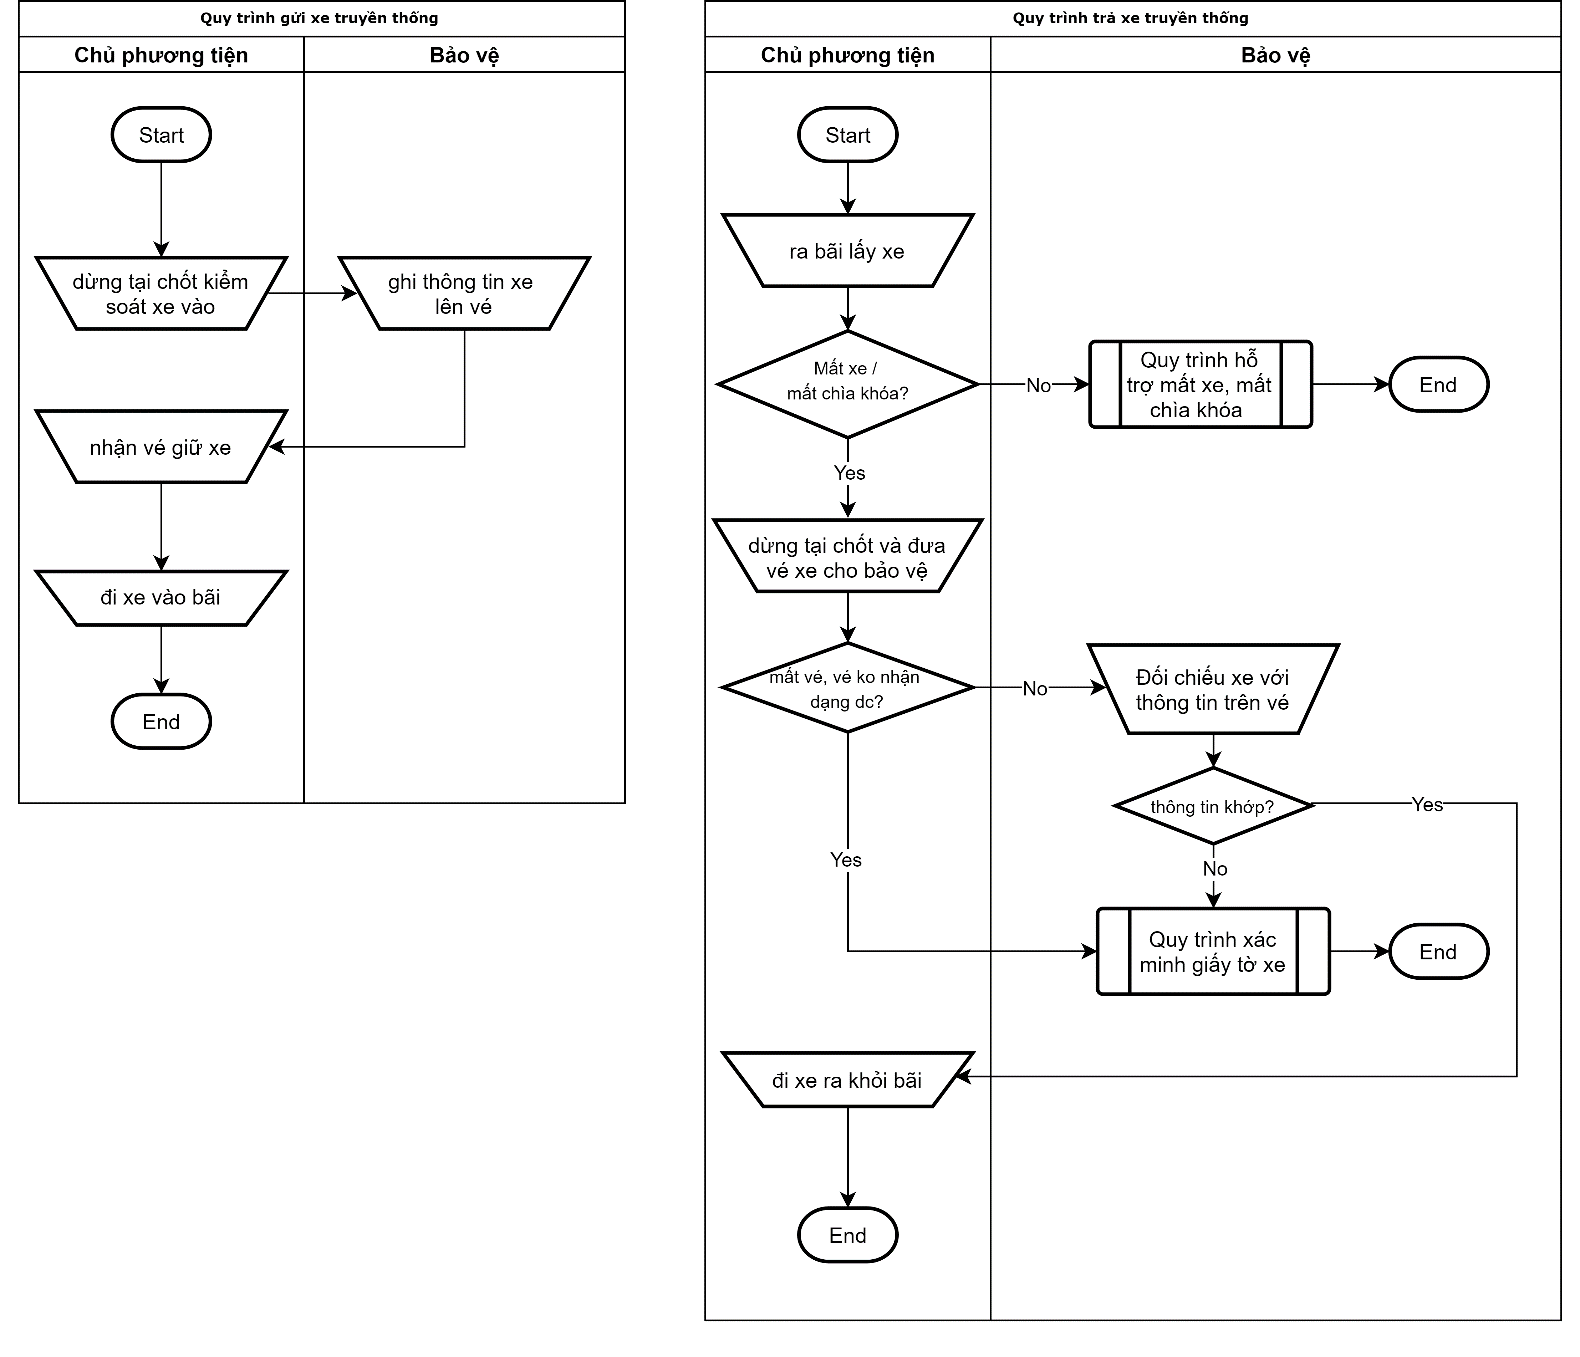 Quy trình gửi xe truyền thống
Chủ phương tiện
Bảo vệ
Start
dừng tại chốt kiểm
soát xe vào
ghi thông tin xe
lên vé
nhận vé giữ xe
đi xe vào bãi
End
Quy trình trả xe truyền thống
Chủ phương tiện
Bảo vệ
Start
ra bãi lấy xe
Mất xe /
mất chìa khóa?
No
Quy trình hỗ
trợ mất xe, mất
chìa khóa
End
Yes
dừng tại chốt và đưa
vé xe cho bảo vệ
mất vé, vé ko nhận
dạng dc?
No
Đối chiếu xe với
thông tin trên vé
thông tin khớp?
Yes
No
Yes
Quy trình xác
minh giấy tờ xe
End
đi xe ra khỏi bãi
End